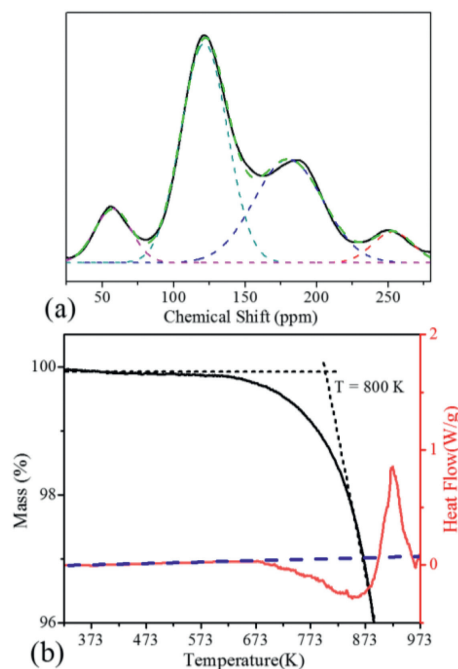 50 100 150 200 250
(a) Chemical Shift (ppm)
100
98
96
Mass (%)
T = 800 K
2
1
0
Heat Flow(W/g)
373 473 573 673 773 873 973
(b) Temperature(K)